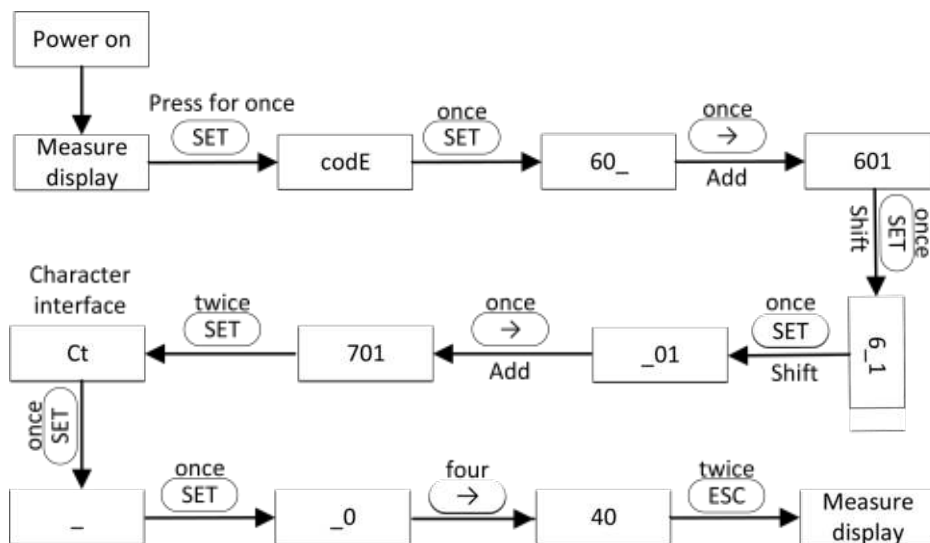 Power on
Press for once
SET
once
SET
once
→
Measure
display
codE
60_
Add
601
Shift
SET
once
Character
interface
twice
SET
once
→
once
SET
Ct
701
Add
_01
Shift
6_1
once
SET
once
SET
four
→
twice
ESC
_
_0
40
Measure
display